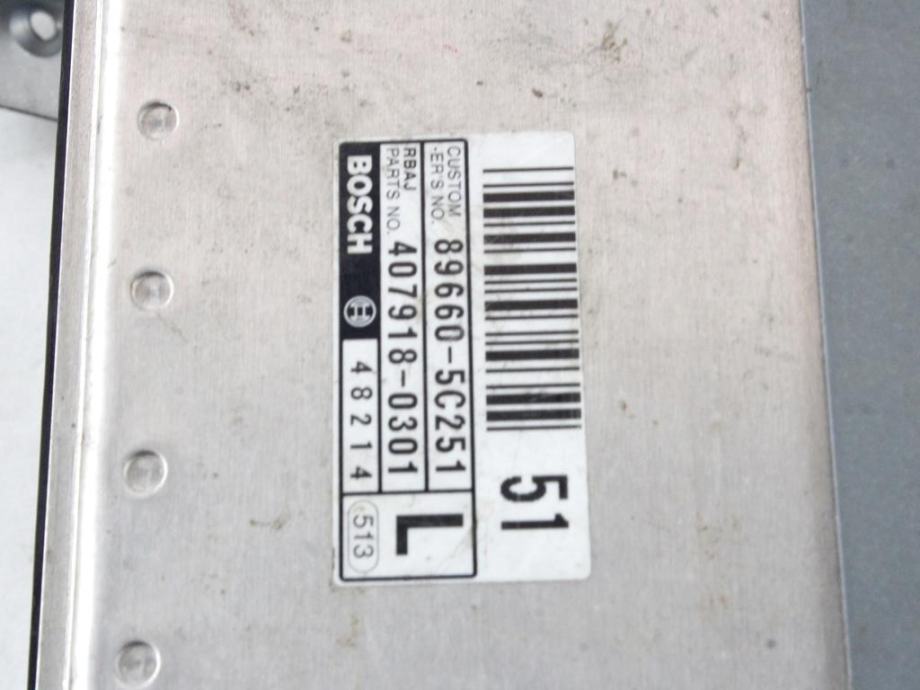 51
CUSTOM
-ER'S NO. 89660-5C251
RBAJ
PARTS NO. 407918-0301
L
BOSCH 48214
513